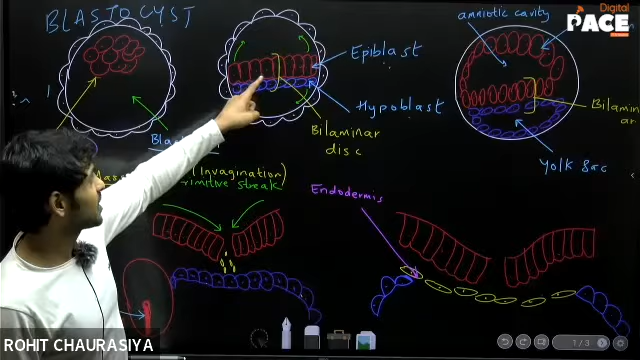 BLASTOCYST
Epiblast
Hypoblast
Bilaminar
disc
amniotic cavity
Digital
PACE
Bilamin
Yolk Sac
(Invagination)
primitive streak
Endodermis
ROHIT CHAURASIYA
1/3